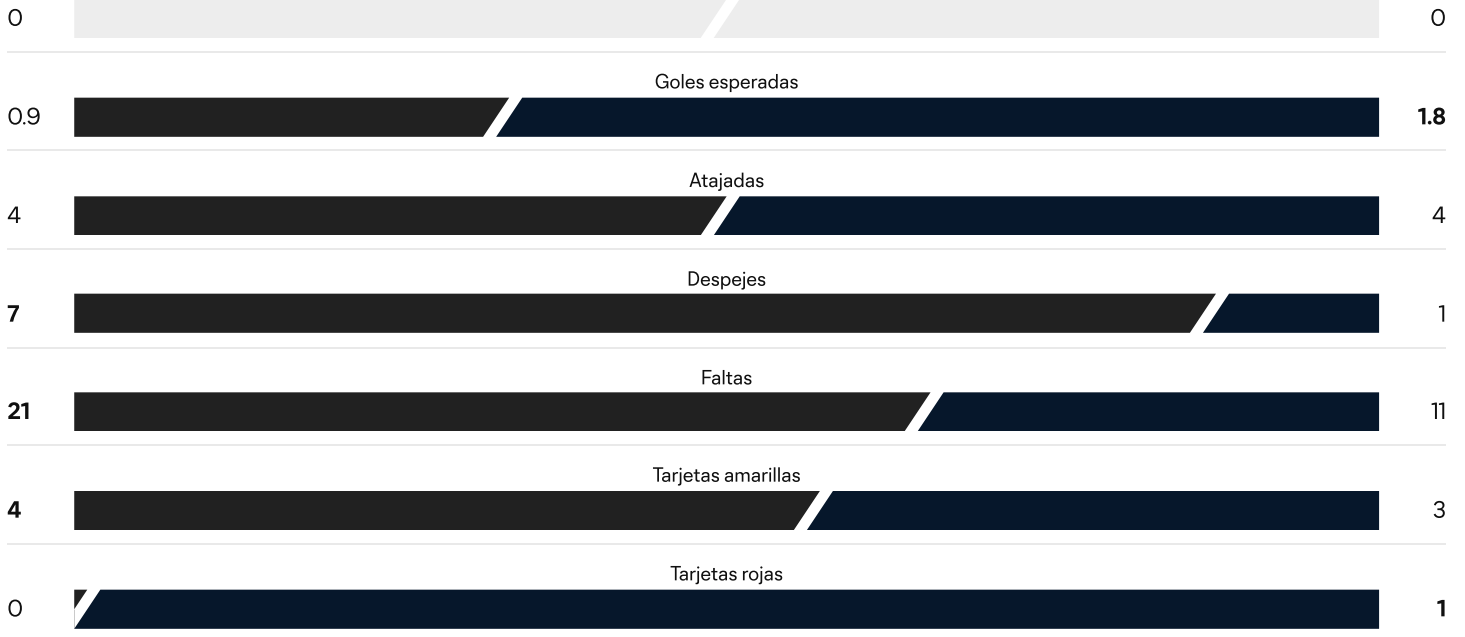 0 0
Goles esperadas
0.9 1.8
Atajadas
4 4
Despejes
7 1
Faltas
21 11
Tarjetas amarillas
4 3
Tarjetas rojas
0 1